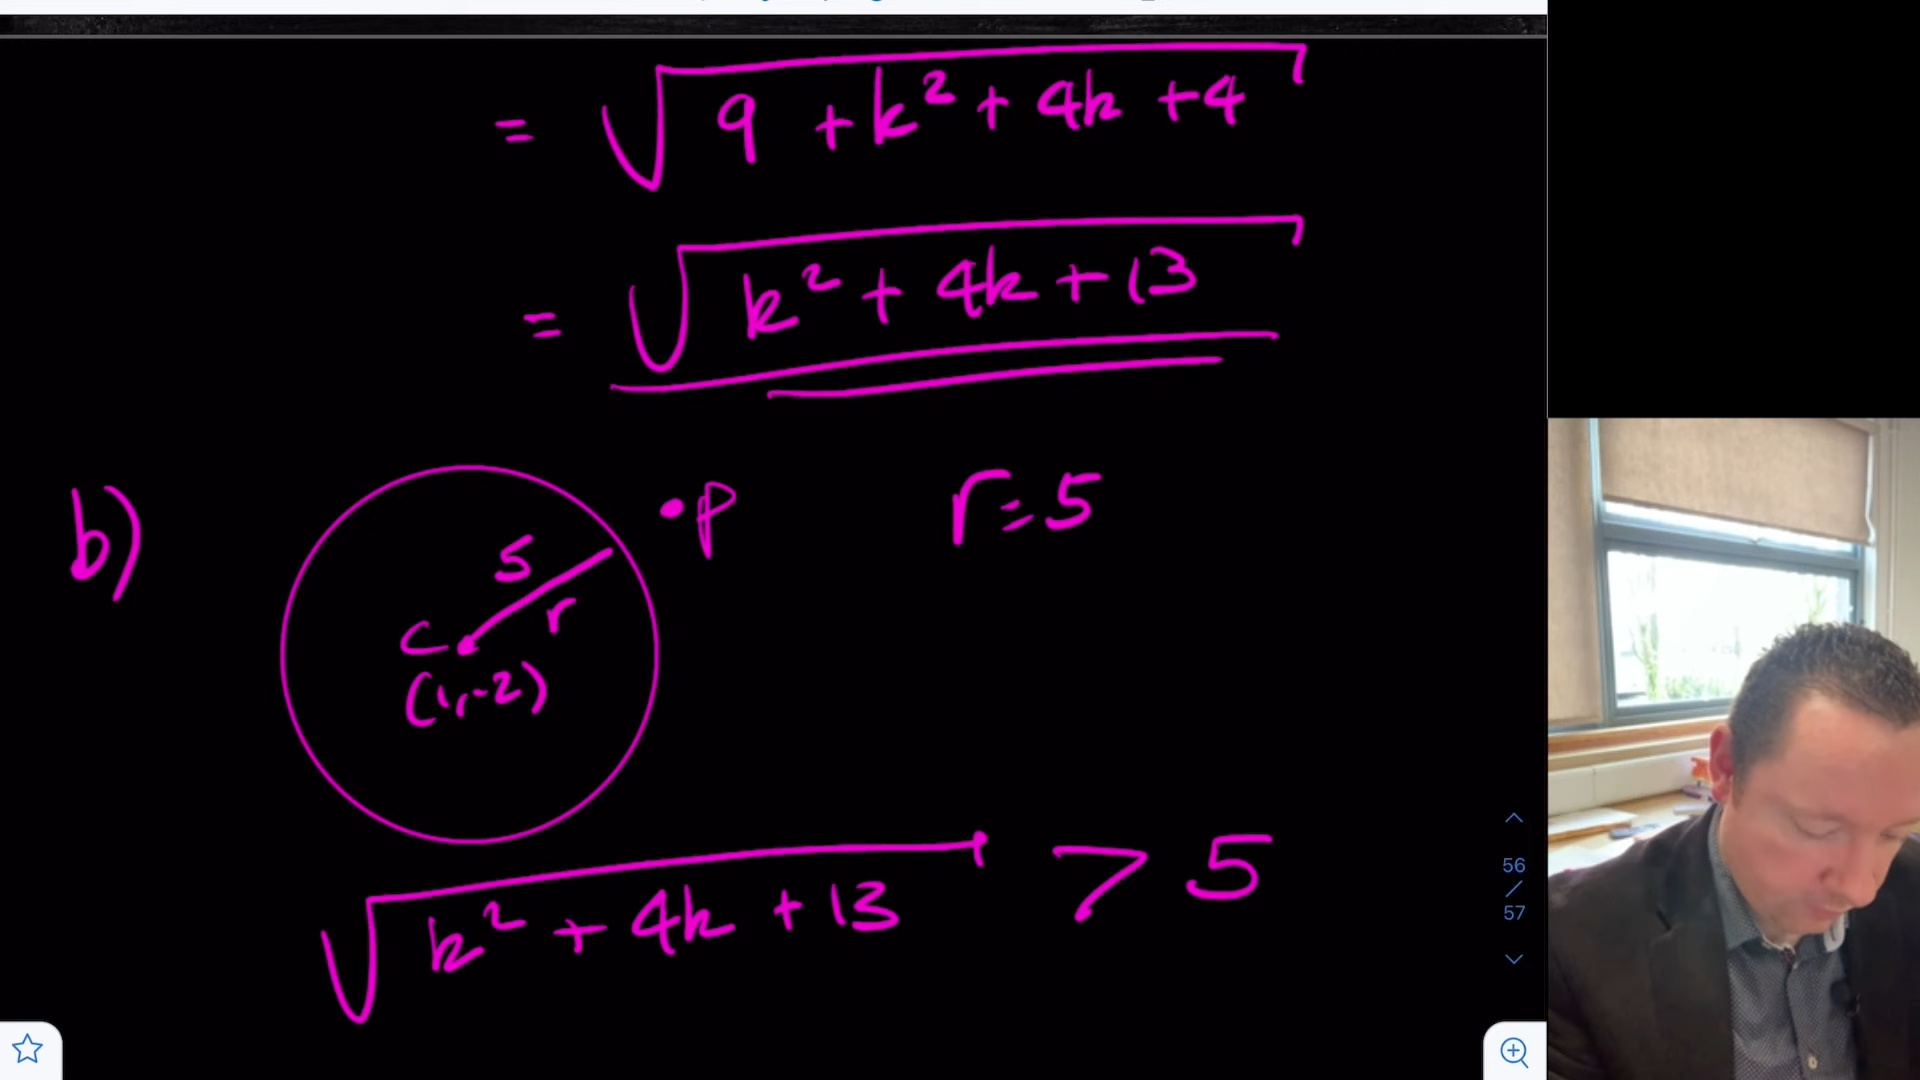 = √9 + k² + 4k + 4
= √k² + 4k + 13
b)
•P
r = 5
5
r
C
(1, -2)
√k² + 4k + 13 > 5
56
/
57